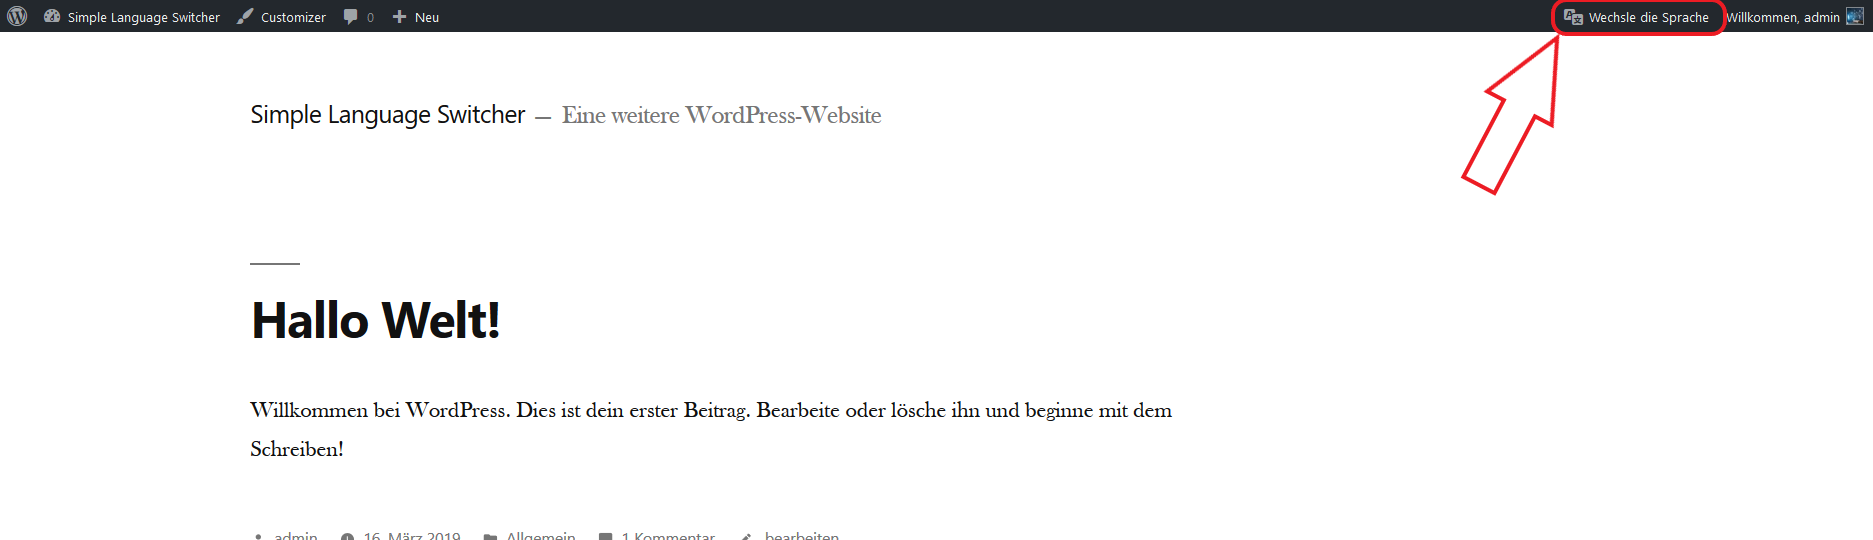 Simple Language Switcher Customizer 0 Neu Wechsle die Sprache Willkommen, admin
Simple Language Switcher — Eine weitere WordPress-Website
Hallo Welt!
Willkommen bei WordPress. Dies ist dein erster Beitrag. Bearbeite oder lösche ihn und beginne mit dem
Schreiben!
admin 16. März 2019 Allgemein 1 Kommentar bearbeiten